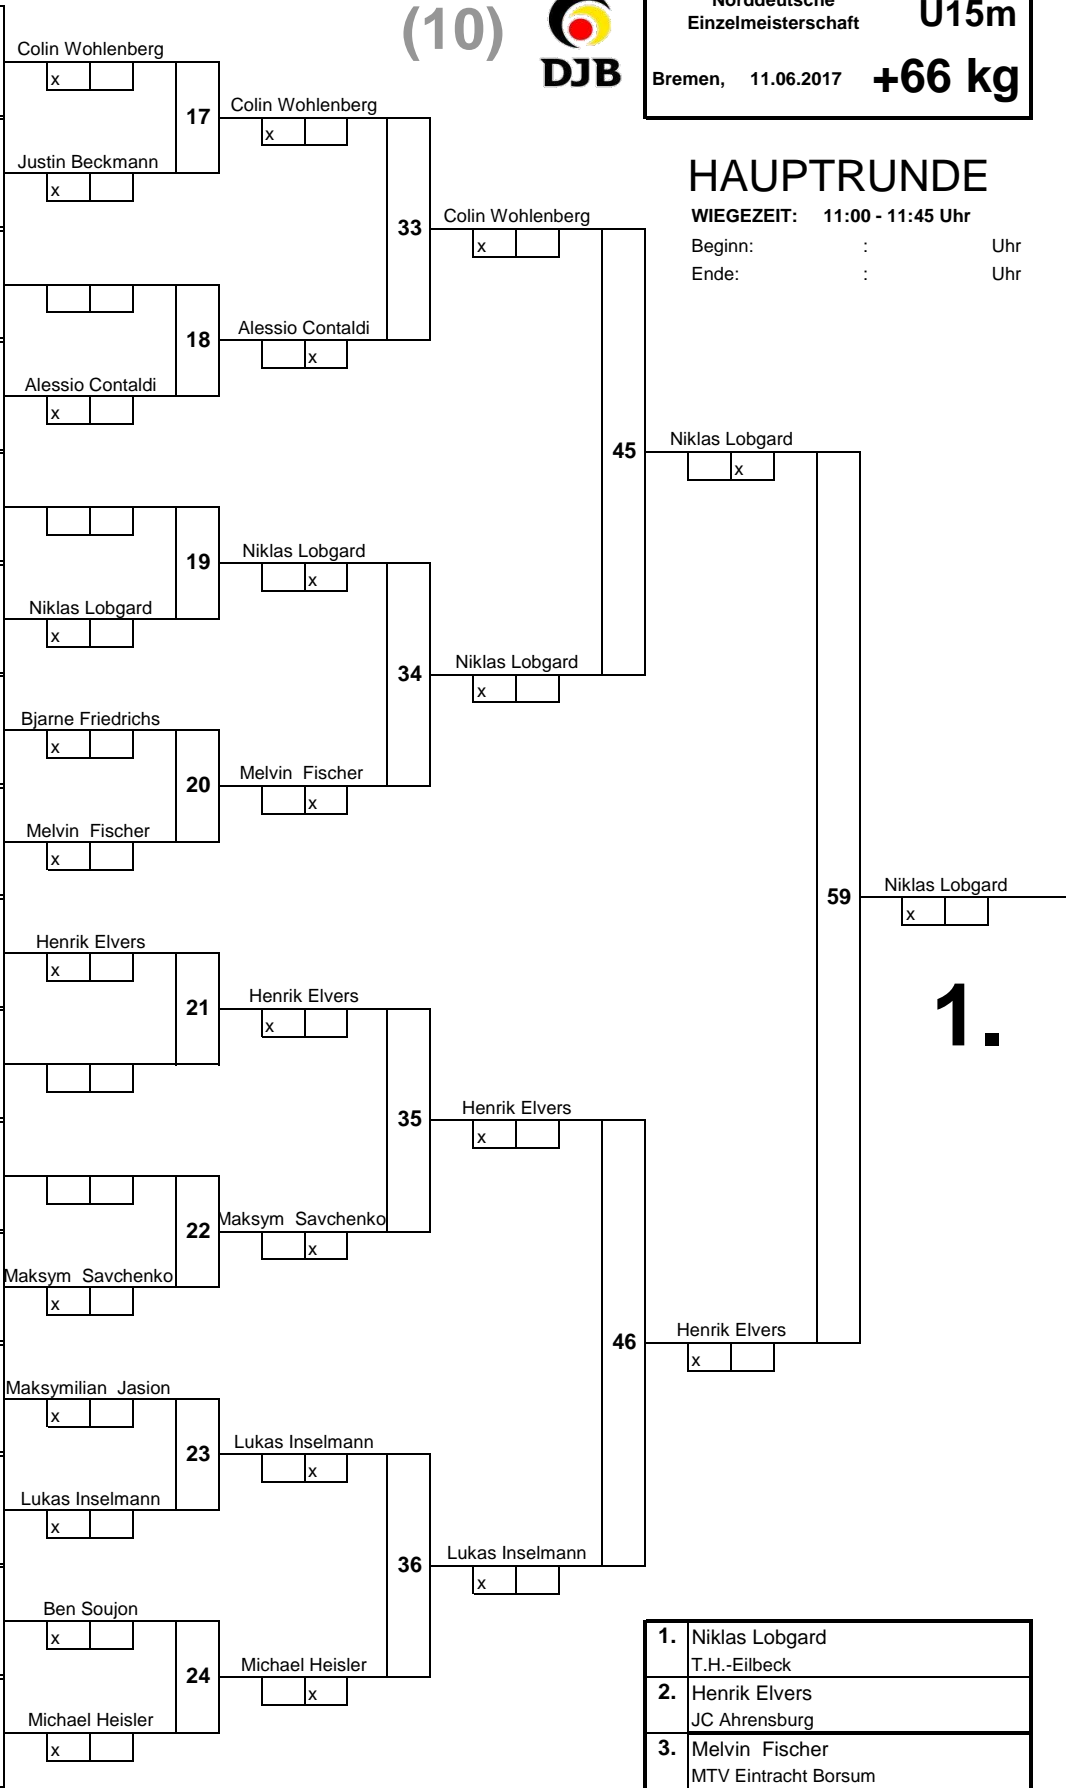 Norddeutsche
(10)
Einzelmeisterschaft
U15m
DJB
Bremen, 11.06.2017 +66 kg
HAUPTRUNDE
WIEGEZEIT: 11:00 - 11:45 Uhr
Beginn: : Uhr
Ende: : Uhr
Colin Wohlenberg
x
17
Colin Wohlenberg
x
Justin Beckmann
x
33
Colin Wohlenberg
x
18
Alessio Contaldi
x
Alessio Contaldi
x
45
Niklas Lobgard
x
19
Niklas Lobgard
x
Niklas Lobgard
x
34
Niklas Lobgard
x
Bjarne Friedrichs
x
20
Melvin Fischer
x
Melvin Fischer
x
59
Niklas Lobgard
x
1.
Henrik Elvers
x
21
Henrik Elvers
x
35
Henrik Elvers
x
22
Maksym Savchenko
x
Maksym Savchenko
x
46
Henrik Elvers
x
Maksymilian Jasion
x
23
Lukas Inselmann
x
Lukas Inselmann
x
36
Lukas Inselmann
x
Ben Soujon
x
24
Michael Heisler
x
Michael Heisler
x
1. Niklas Lobgard
T.H.-Eilbeck
2. Henrik Elvers
JC Ahrensburg
3. Melvin Fischer
MTV Eintracht Borsum